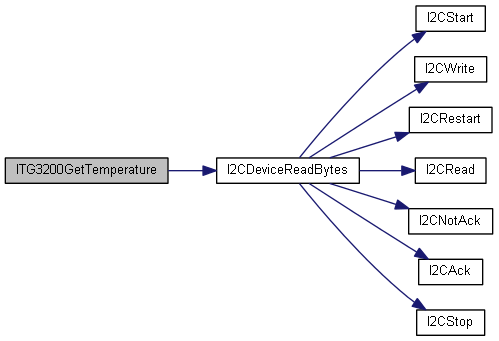 I2CStart
I2CWrite
I2CRestart
ITG3200GetTemperature
I2CDeviceReadBytes
I2CRead
I2CNotAck
I2CAck
I2CStop